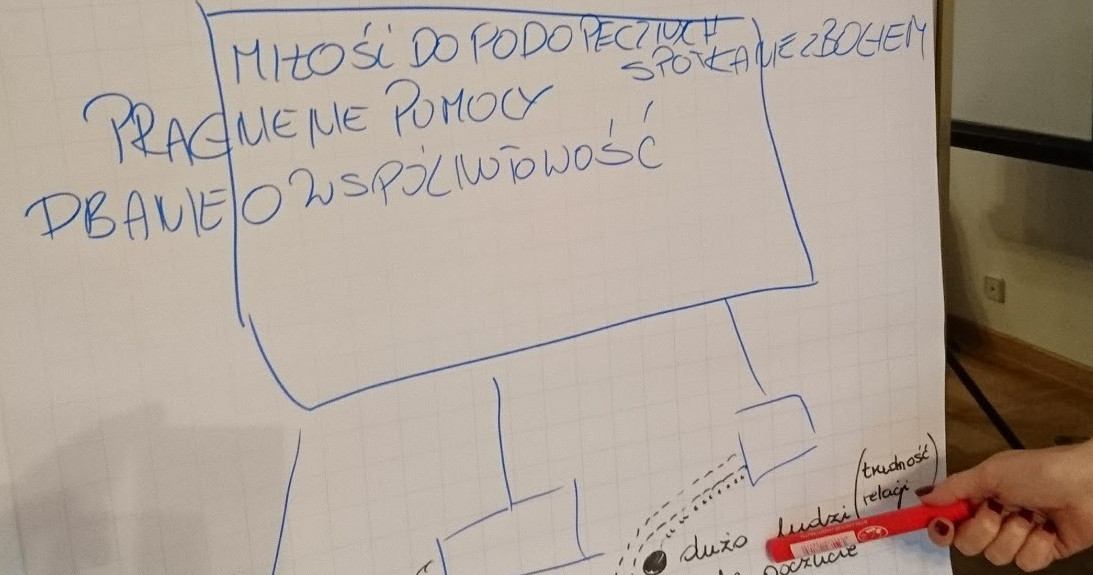 MIŁOŚĆ DO PODOPIECZNYCH
SPOTKANIE Z BOGIEM
PRAGNIENIE POMOCY
DBANIE O WSPÓLNOTOWOŚĆ
(trudność
relacji
dużo ludzi
poczucie